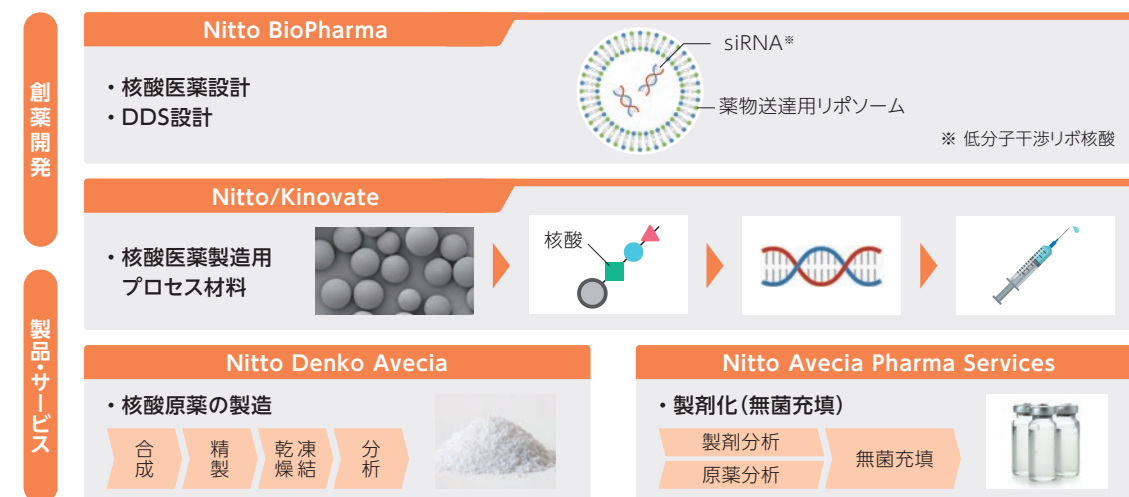 創薬開発
Nitto BioPharma
・核酸医薬設計
・DDS設計
siRNA※
薬物送達用リポソーム
※ 低分子干渉リボ核酸
Nitto/Kinovate
・核酸医薬製造用
プロセス材料
核酸
製品・サービス
Nitto Denko Avecia
・核酸原薬の製造
合成
精製
凍結乾燥
分析
Nitto Avecia Pharma Services
・製剤化(無菌充填)
製剤分析
原薬分析
無菌充填